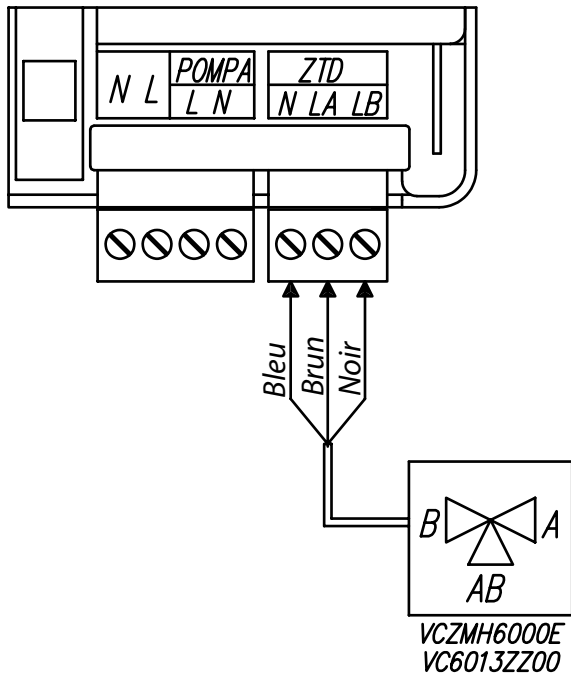 N L
POMPA
L N
ZTD
N LA LB
Bleu
Brun
Noir
B
A
AB
VCZMH6000E
VC6013ZZ00